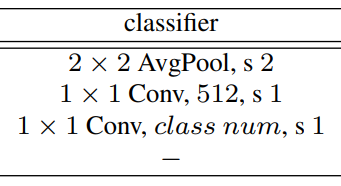 classifier
2 × 2 AvgPool, s 2
1 × 1 Conv, 512, s 1
1 × 1 Conv, class num, s 1
−